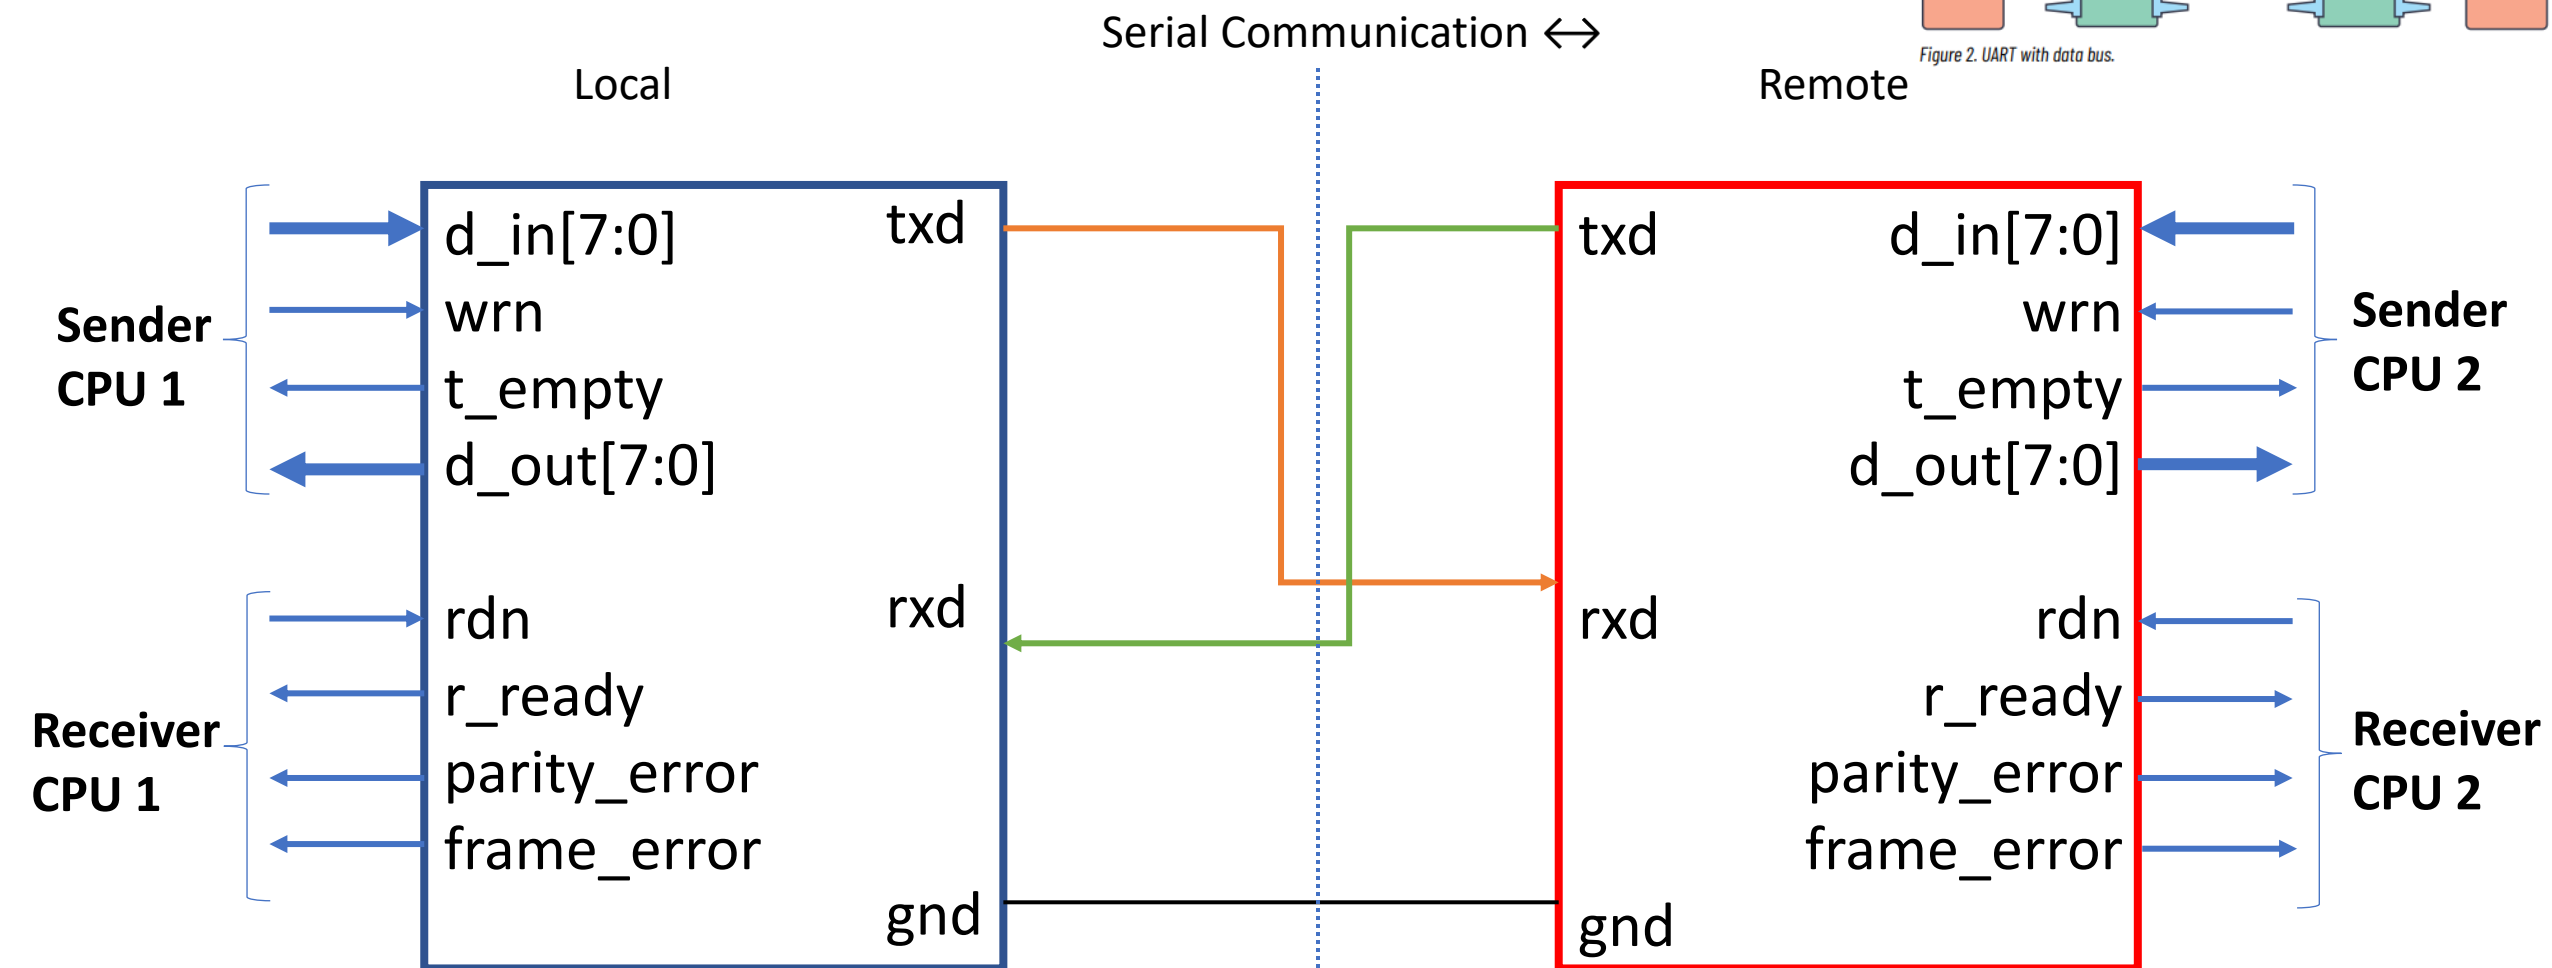 Serial Communication ↔
Figure 2. UART with data bus.
Local
Remote
Sender
CPU 1
d_in[7:0]
wrn
t_empty
d_out[7:0]
Receiver
CPU 1
rdn
r_ready
parity_error
frame_error
txd
rxd
gnd
txd
rxd
gnd
d_in[7:0]
wrn
t_empty
d_out[7:0]
Sender
CPU 2
rdn
r_ready
parity_error
frame_error
Receiver
CPU 2